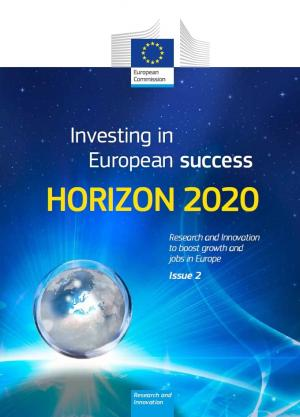 European
Commission
Investing in
European success
HORIZON 2020
Research and Innovation
to boost growth and
jobs in Europe
Issue 2
Research and
Innovation